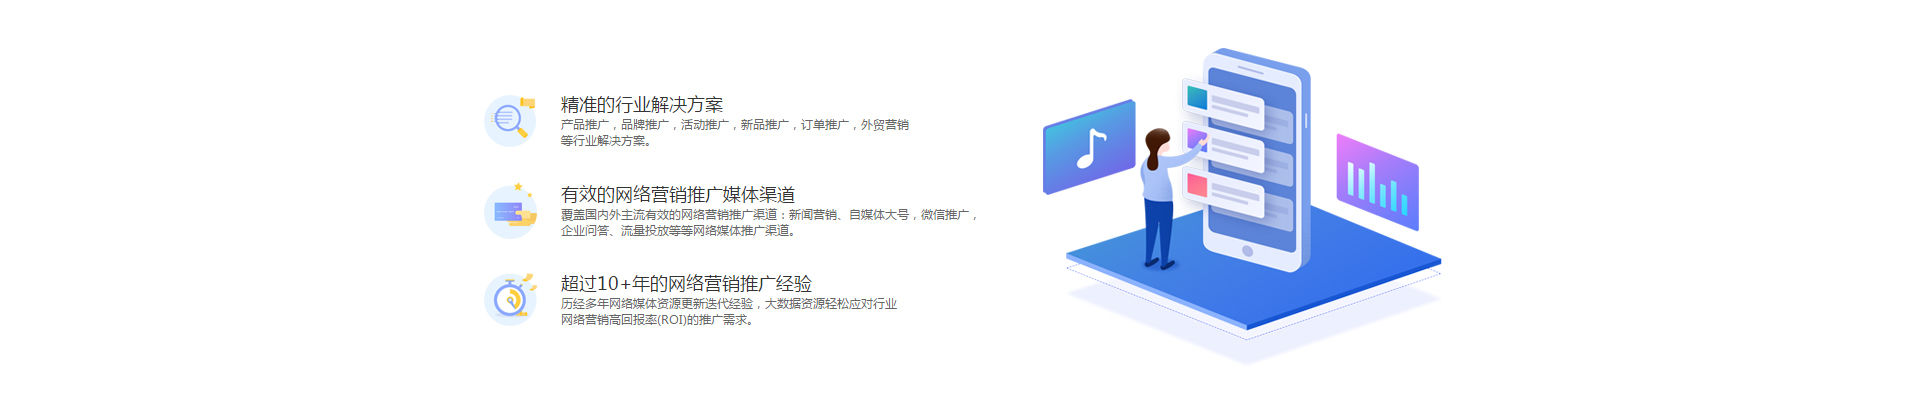 精准的行业解决方案
产品推广，品牌推广，活动推广，新品推广，订单推广，外贸营销
等行业解决方案。
有效的网络营销推广媒体渠道
覆盖国内外主流有效的网络营销推广渠道：新闻营销、自媒体大号，微信推广，
企业问答、流量投放等等网络媒体推广渠道。
超过10+年的网络营销推广经验
历经多年网络媒体资源更新迭代经验，大数据资源轻松应对行业
网络营销高回报率(ROI)的推广需求。